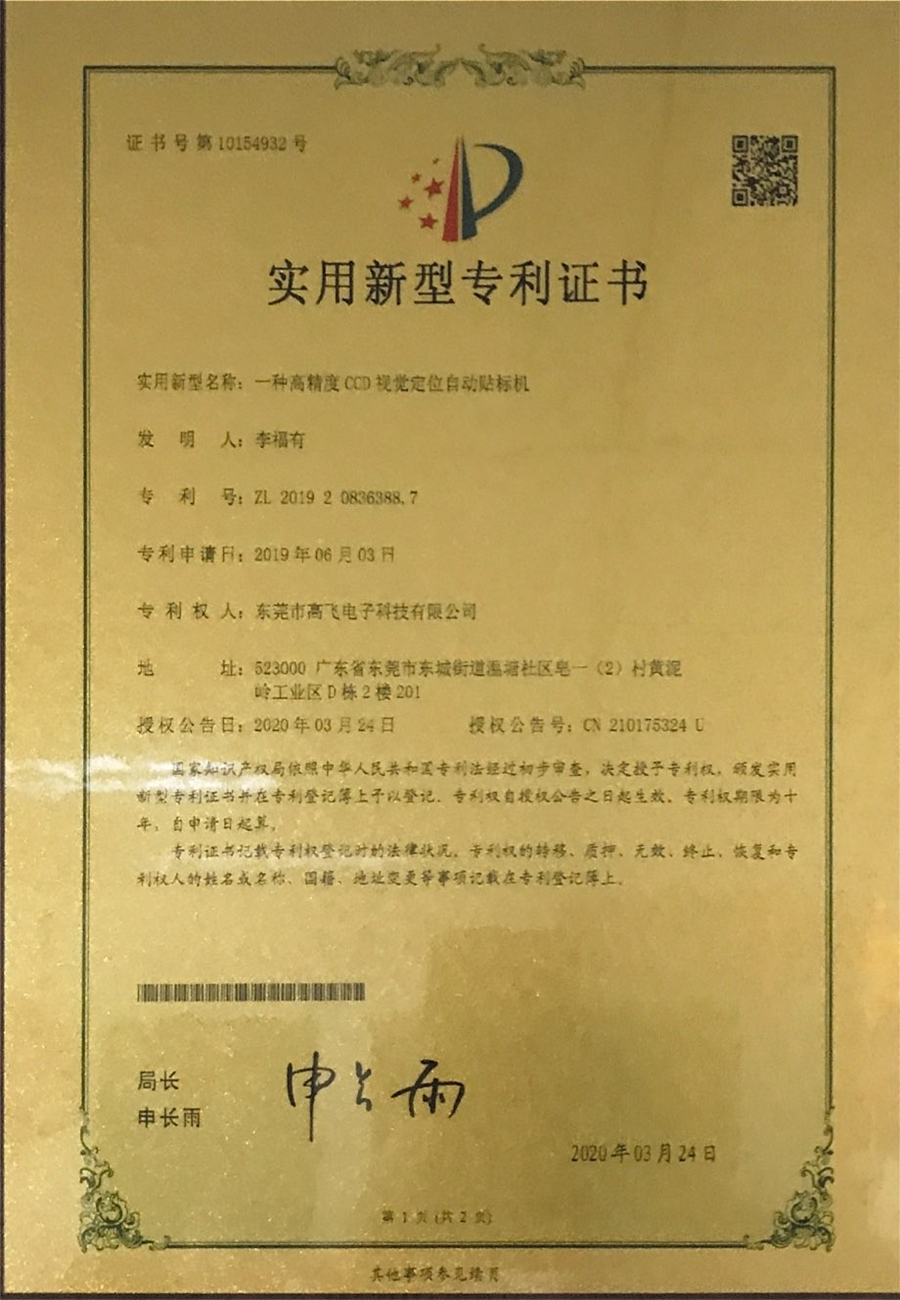 证书号第10154932号
实用新型专利证书
实用新型名称：一种高精度CCD视觉定位自动贴标机
发明人：李福有
专利号：ZL 2019 2 0836388.7
专利申请日：2019年06月03日
专利权人：东莞市高飞电子科技有限公司
地址：523000 广东省东莞市东城街道温塘社区皂一（2）村黄泥
岭工业区D栋2楼201
授权公告日：2020年03月24日 授权公告号：CN 210175324 U
国家知识产权局依照中华人民共和国专利法经过初步审查，决定授予专利权，颁发实用
新型专利证书并在专利登记簿上予以登记。专利权自授权公告之日起生效。专利权期限为十
年，自申请日起算。
专利证书记载专利权登记时的法律状况。专利权的转移、质押、无效、终止、恢复和专
利权人的姓名或名称、国籍、地址变更等事项记载在专利登记簿上。
局长
申长雨
申长雨
2020年03月24日
第1页（共2页）
其他事项参见续页